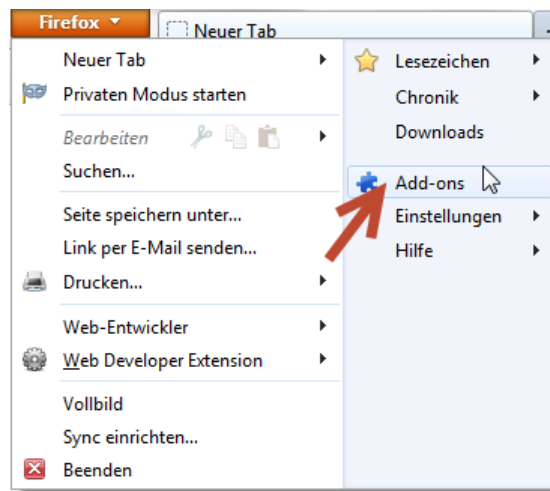 Firefox
Neuer Tab
Neuer Tab
Privaten Modus starten
Bearbeiten
Suchen...
Seite speichern unter...
Link per E-Mail senden...
Drucken...
Web-Entwickler
Web Developer Extension
Vollbild
Sync einrichten...
Beenden
Lesezeichen
Chronik
Downloads
Add-ons
Einstellungen
Hilfe